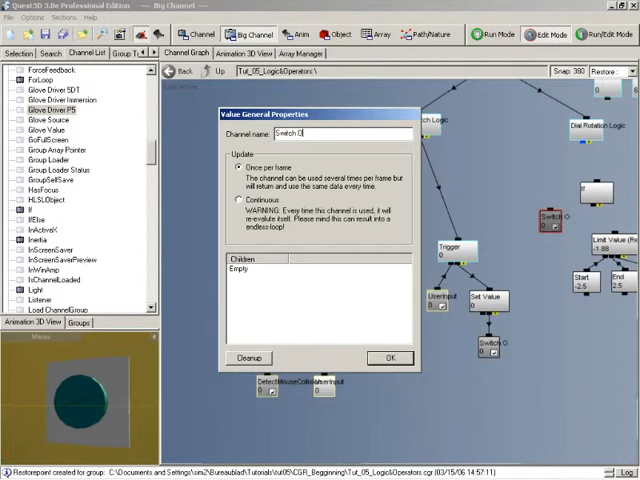 Quest3D 3.0e Professional Edition -- Big Channel
File Options Sections Help
Channel
Big Channel
Anim
Object
Array
Path/Nature
Run Mode
Edit Mode
Run/Edit Mode
Selection Search Channel List Group T
Channel Graph Animation 3D View Array Manager
Back Up Tut_05_Logic&Operators \ Snap: 380 Restore :
ForceFeedback
ForLoop
Glove Driver 5DT
Glove Driver Immersion
Glove Driver P5
Glove Source
Glove Value
GoFullScreen
Group Array Pointer
Group Loader
GroupSelfSave
HasFocus
HLSLObject
If
IfElse
InActiveX
Inertia
InScreenSaver
InScreenSaverPreview
InWinAmp
IsChannelLoaded
Light
Listener
Load ChannelGroup
Animation 3D View Groups
Menu
Value General Properties
Channel name: Switch O
Update
Once per frame
The channel can be used several times per frame but
will return and use the same data every time.
Continuous
WARNING: Every time this channel is used, it will
re-evalute itself. Please mind this can result into a
endless-loop!
Children
Empty
Cleanup OK
tch Logic
Dial Rotation Logic
0
6
If
Switch O
0
Limit Value (Re
-1.88
Trigger
0
Start
-2.5
End
2.5
UserInput
0
Set Value
0
Switch O
0
DetectMouseCollisi
0
UserInput
0
Restorepoint created for group: C:\Documents and Settings\sim2\Bureaublad\Tutorials\tut05\CGR_Begginning\Tut_05_Logic&Operators.cgr (03/15/06 14:57:11)
Log